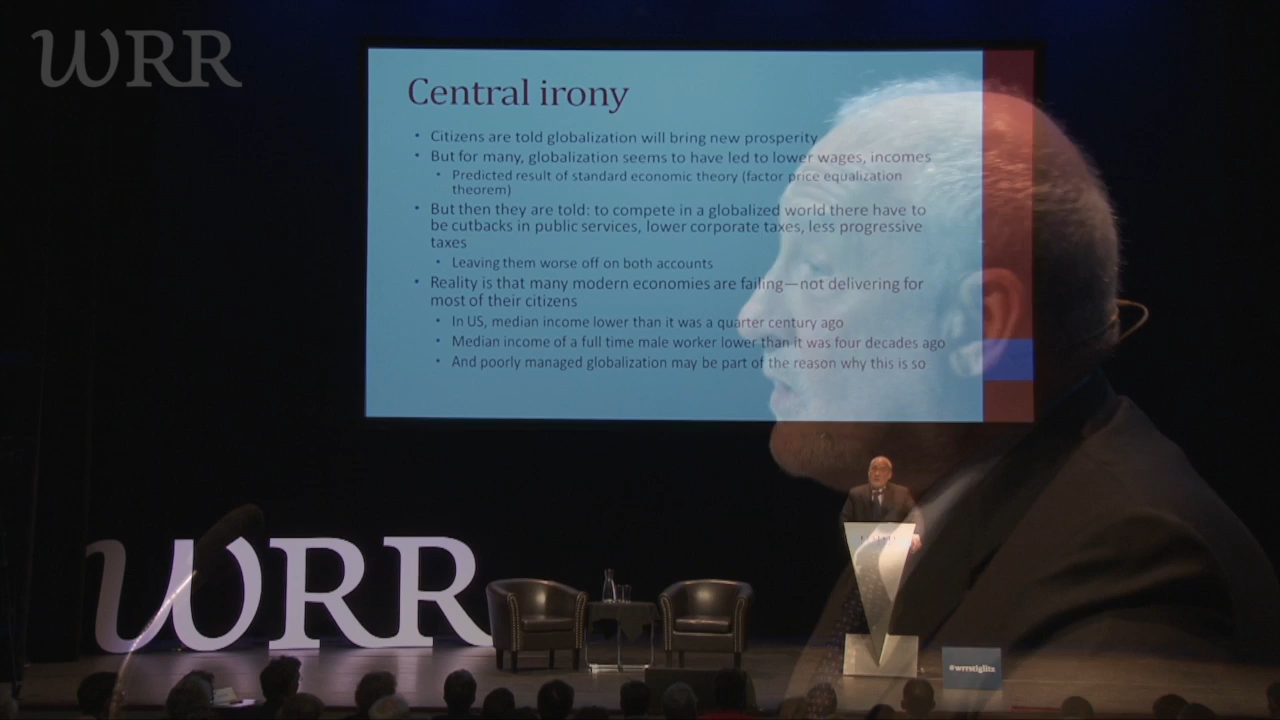 WRR
Central irony
• Citizens are told globalization will bring new prosperity
• But for many, globalization seems to have led to lower wages, incomes
• Predicted result of standard economic theory (factor price equalization
theorem)
• But then they are told: to compete in a globalized world there have to
be cutbacks in public services, lower corporate taxes, less progressive
taxes
• Leaving them worse off on both accounts
• Reality is that many modern economies are failing—not delivering for
most of their citizens
• In US, median income lower than it was a quarter century ago
• Median income of a full time male worker lower than it was four decades ago
• And poorly managed globalization may be part of the reason why this is so
WRR
#wrrstiglitz